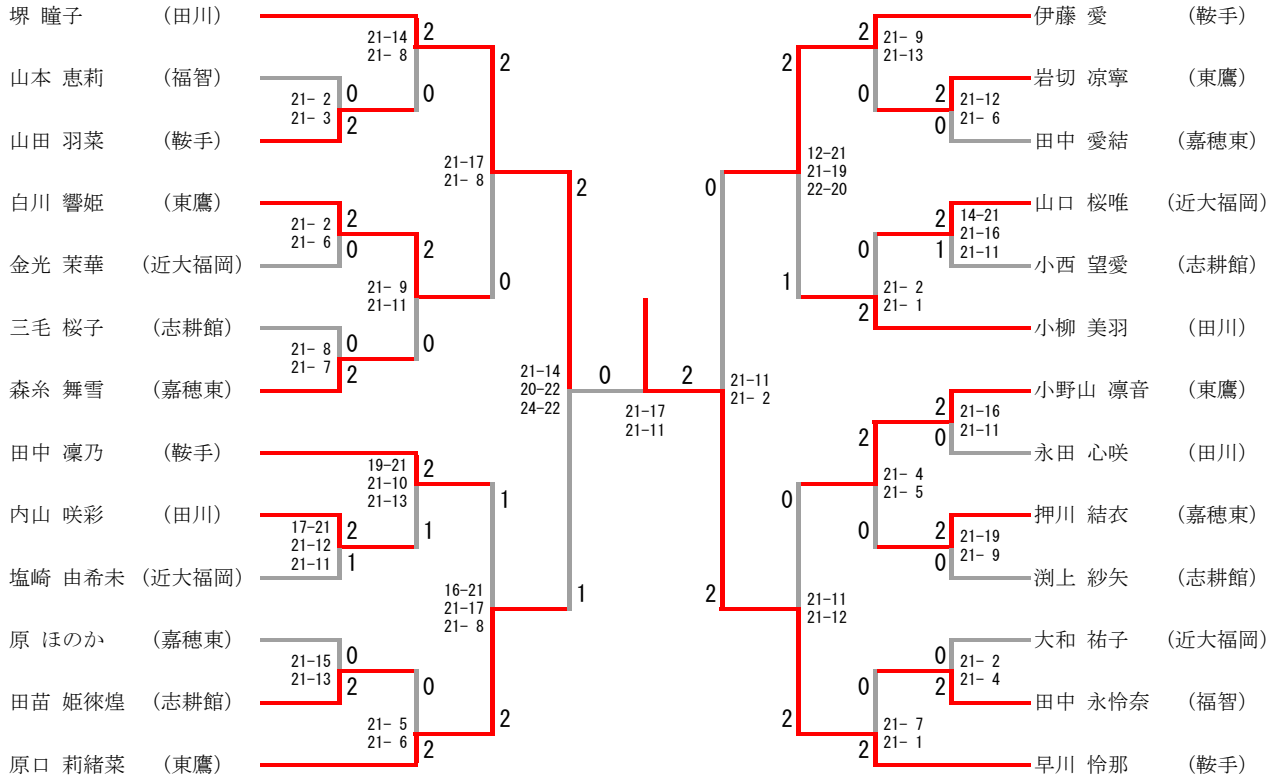 堺 瞳子 (田川)
山本 恵莉 (福智)
山田 羽菜 (鞍手)
白川 響姫 (東鷹)
金光 茉華 (近大福岡)
三毛 桜子 (志耕館)
森糸 舞雪 (嘉穂東)
田中 凜乃 (鞍手)
内山 咲彩 (田川)
塩崎 由希未 (近大福岡)
原 ほのか (嘉穂東)
田苗 姫徠煌 (志耕館)
原口 莉緒菜 (東鷹)
21-14 2
21- 8
0
21- 2 0
21- 3
2
21- 2 2
21- 6
0
21- 8 0
21- 7
2
2
21- 9
21-11
0
2
21-17
21- 8
0
19-21 2
21-10
21-13
1
17-21 2
21-12
21-11 1
21-15 0
21-13
2
0
21- 5
21- 6
2
1
16-21
21-17
21- 8
2
2
21-14
20-22
24-22
1
0
2
21-17
21-11
0
21-11
21- 2
2
2
12-21
21-19
22-20
1
0
21-11
21-12
2
2 21- 9
21-13
0
2 21-12
21- 6
0
2 14-21
21-16
1 21-11
0
21- 2
21- 1
2
2 21-16
0 21-11
2
21- 4
21- 5
0
2 21-19
0 21- 9
0 21- 2
2 21- 4
0
21- 7
21- 1
2
伊藤 愛 (鞍手)
岩切 凉寧 (東鷹)
田中 愛結 (嘉穂東)
山口 桜唯 (近大福岡)
小西 望愛 (志耕館)
小柳 美羽 (田川)
小野山 凛音 (東鷹)
永田 心咲 (田川)
押川 結衣 (嘉穂東)
渕上 紗矢 (志耕館)
大和 祐子 (近大福岡)
田中 永怜奈 (福智)
早川 怜那 (鞍手)